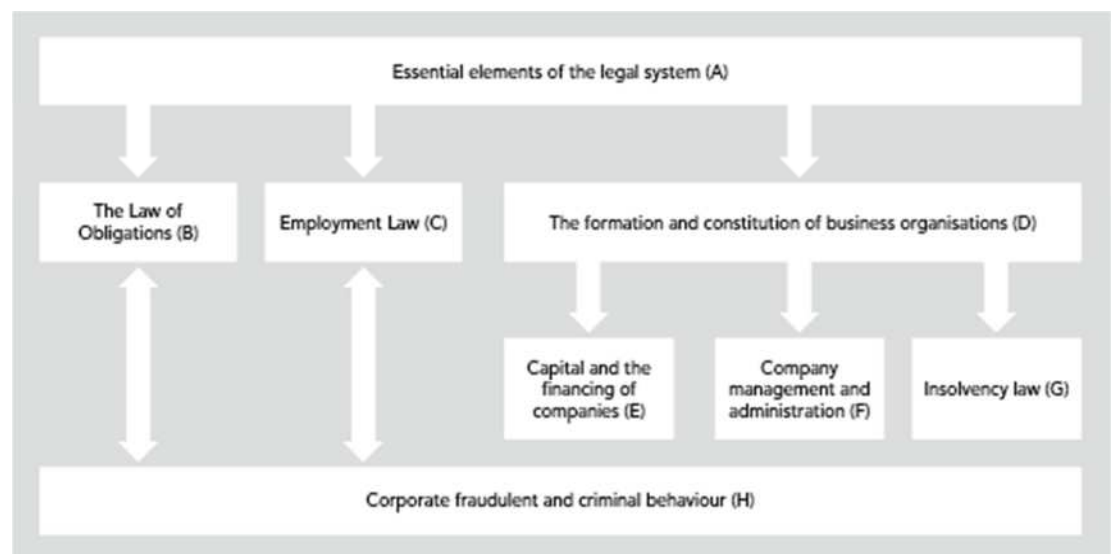 Essential elements of the legal system (A)
The Law of
Obligations (B)
Employment Law (C)
The formation and constitution of business organisations (D)
Capital and the
financing of
companies (E)
Company
management and
administration (F)
Insolvency law (G)
Corporate fraudulent and criminal behaviour (H)